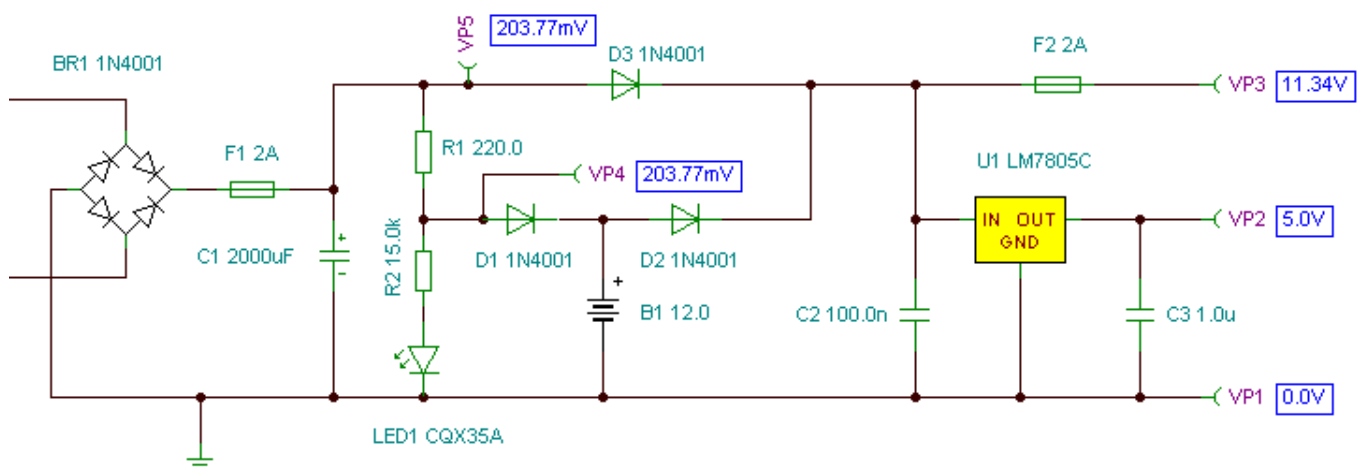 VP5
203.77mV
BR1 1N4001
D3 1N4001
F2 2A
VP3 11.34V
F1 2A
R1 220.0
U1 LM7805C
VP4 203.77mV
IN OUT
GND
VP2 5.0V
C1 2000uF
+
-
R2 15.0k
D1 1N4001
D2 1N4001
+
B1 12.0
C2 100.0n
C3 1.0u
VP1 0.0V
LED1 CQX35A